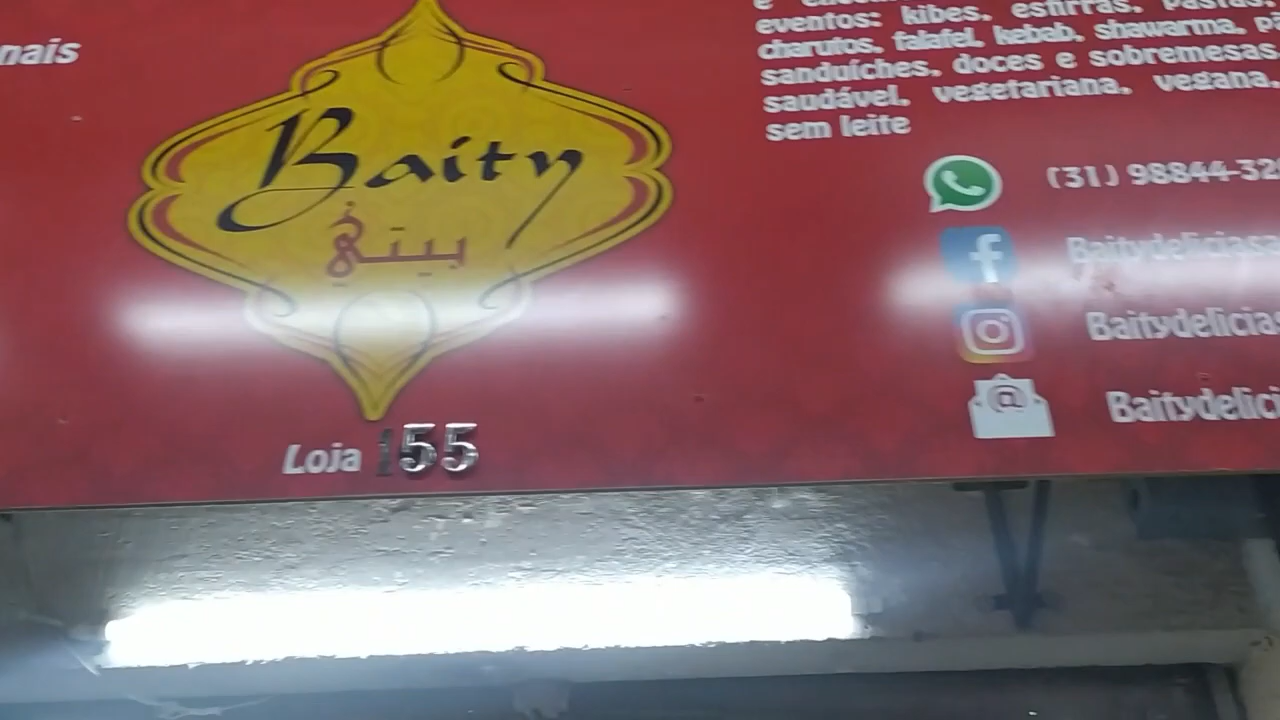 nais
Baity
بيتي
Loja 155
eventos: kibes, esfirras, pastas,
charutos, falafel, kebab, shawarma,
sanduíches, doces e sobremesas
saudável, vegetariana, vegana,
sem leite
(31) 98844-32
Baitydelicias
Baitydelicias
Baitydelici